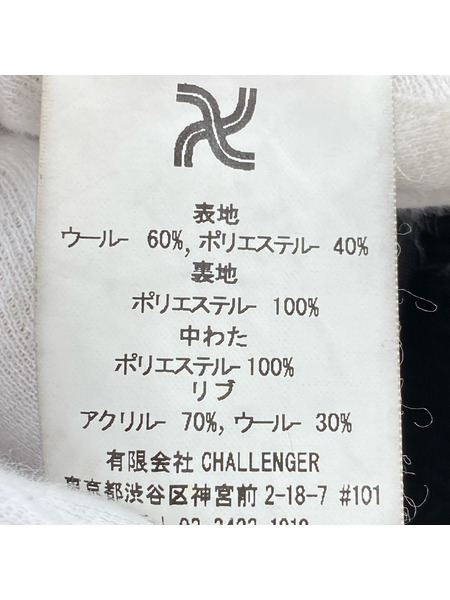 表地
ウール- 60%, ポリエステル- 40%
裏地
ポリエステル- 100%
中わた
ポリエステル-100%
リブ
アクリル- 70%, ウール- 30%
有限会社 CHALLENGER
東京都渋谷区神宮前 2-18-7 #101